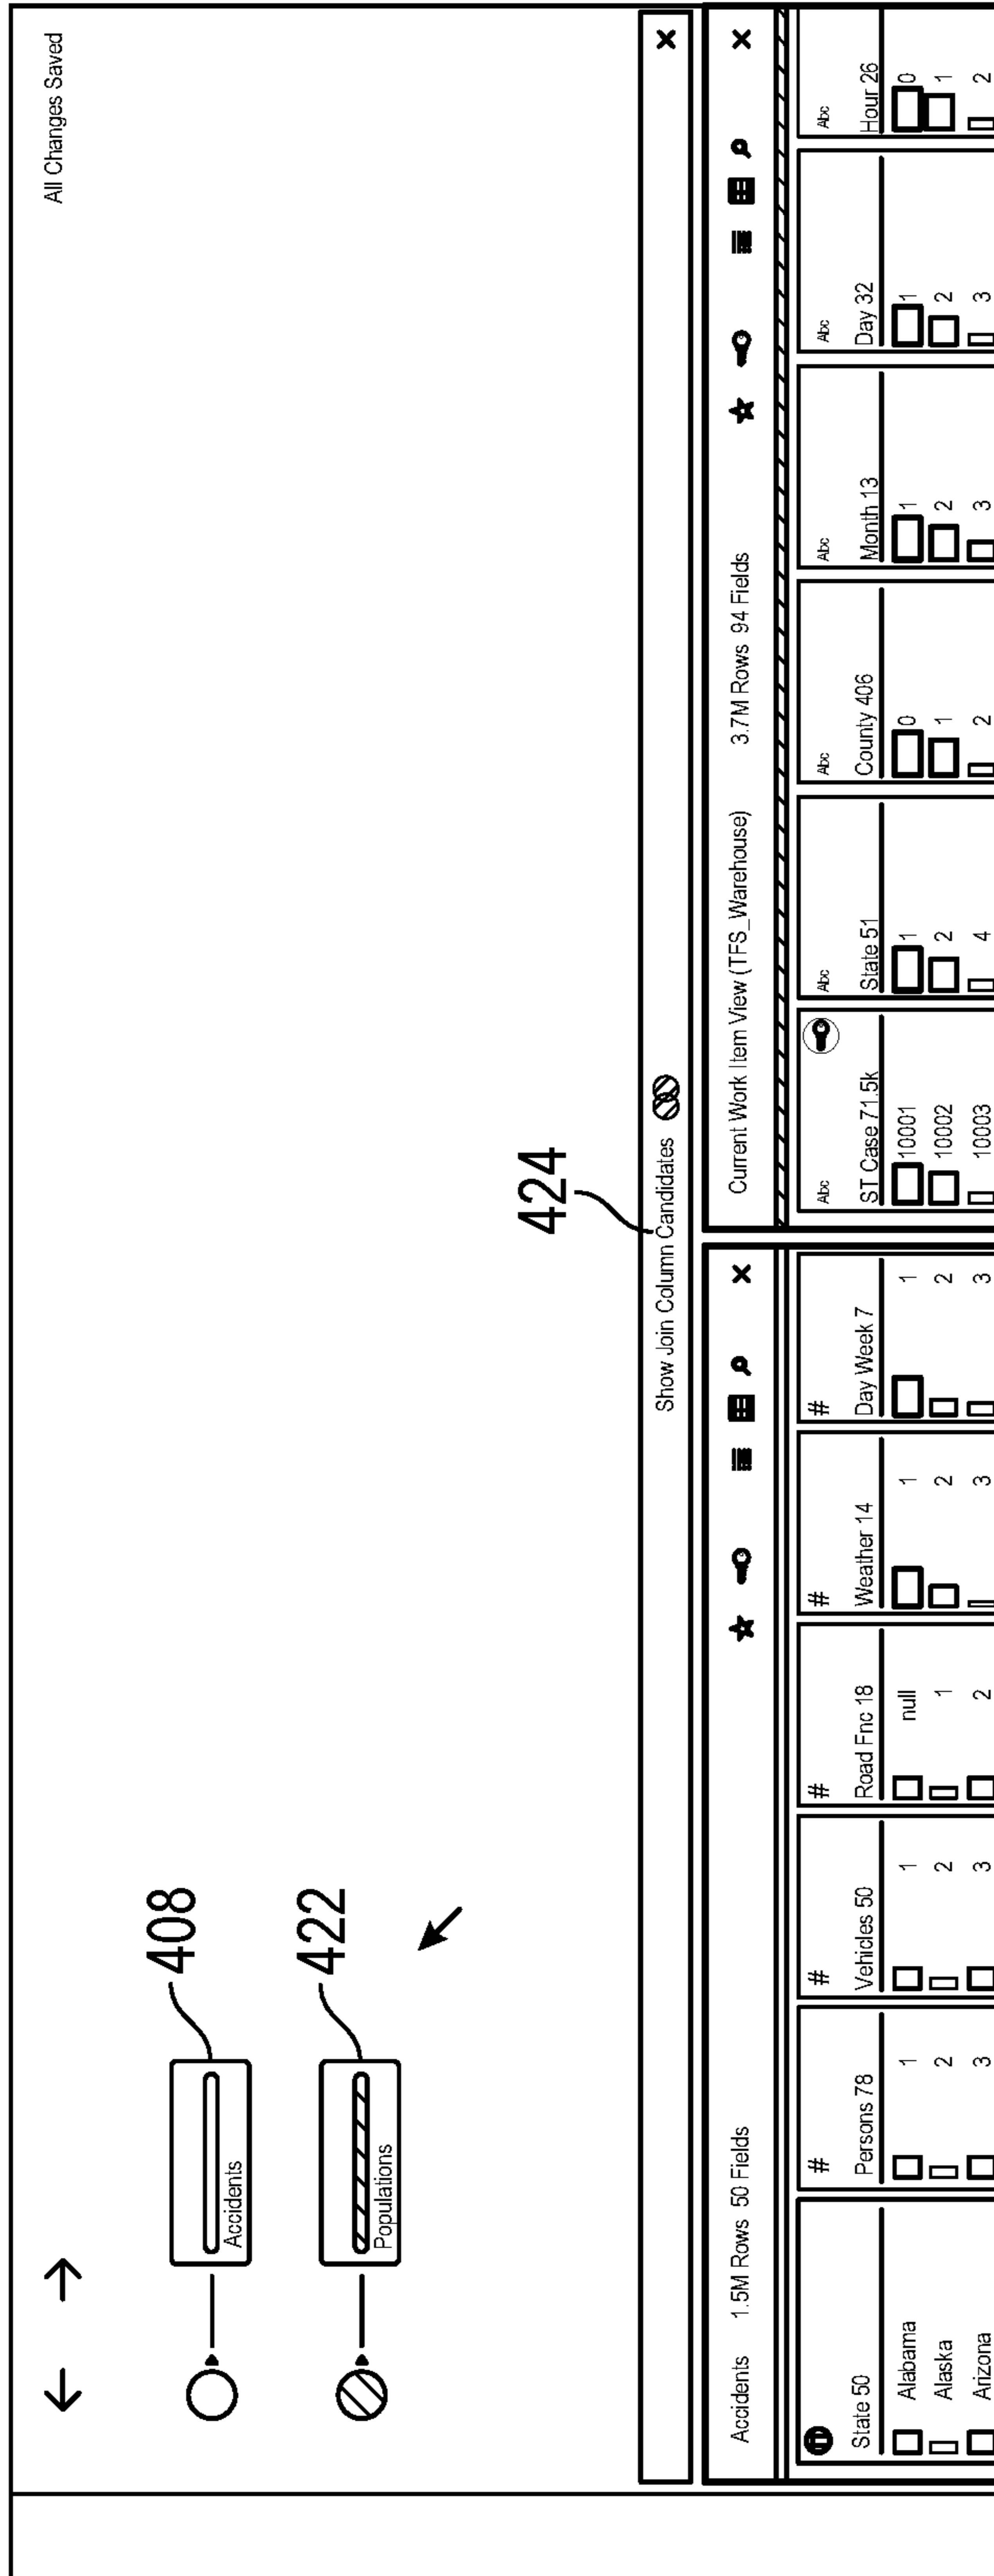 All Changes Saved
408
Accidents
422
Populations
424
Show Join Column Candidates
Accidents 1.5M Rows 50 Fields
State 50
Alabama
Alaska
Arizona
#
Persons 78
1
2
3
#
Vehicles 50
1
2
3
#
Road Fnc 18
null
1
2
#
Weather 14
1
2
3
#
Day Week 7
1
2
3
Current Work Item View (TFS_Warehouse) 3.7M Rows 94 Fields
Abc
ST Case 71.5k
10001
10002
10003
Abc
State 51
1
2
4
Abc
County 406
0
1
2
Abc
Month 13
1
2
3
Abc
Day 32
1
2
3
Abc
Hour 26
0
1
2